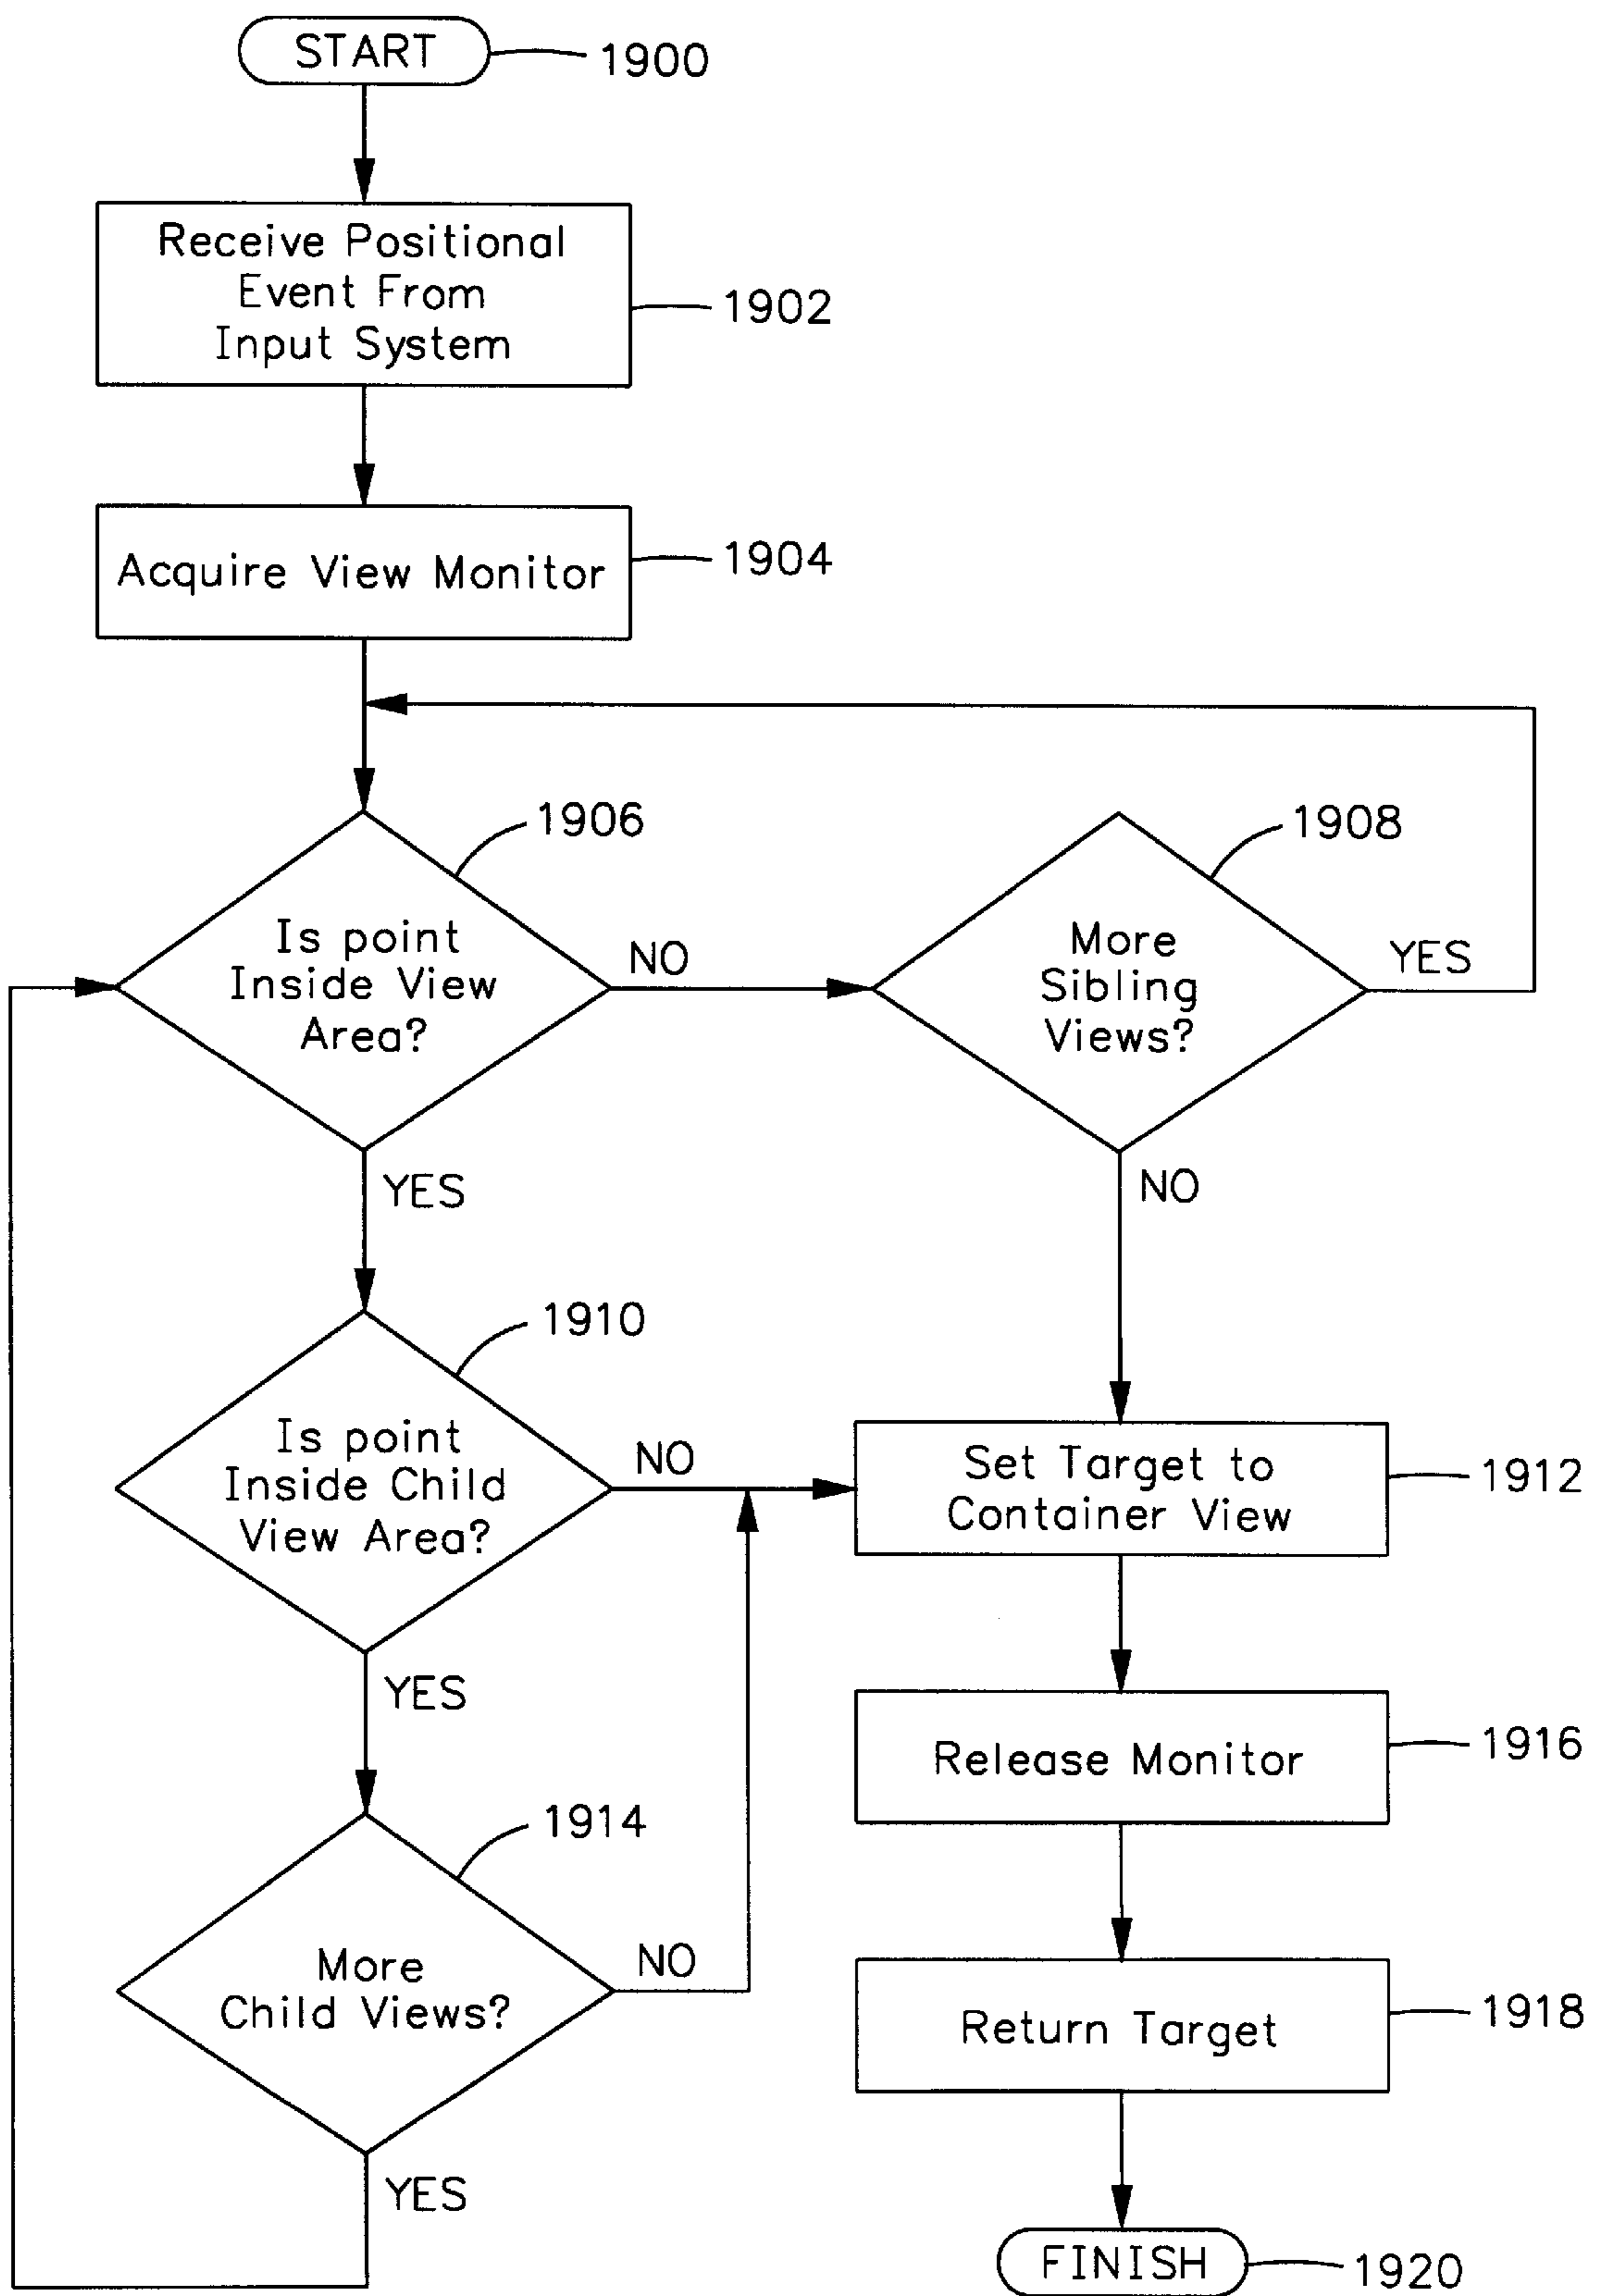 START
1900
Receive Positional
Event From
Input System
1902
Acquire View Monitor
1904
1906
Is point
Inside View
Area?
NO
YES
1908
More
Sibling
Views?
YES
NO
1910
Is point
Inside Child
View Area?
NO
YES
Set Target to
Container View
1912
1914
More
Child Views?
NO
YES
Release Monitor
1916
Return Target
1918
FINISH
1920